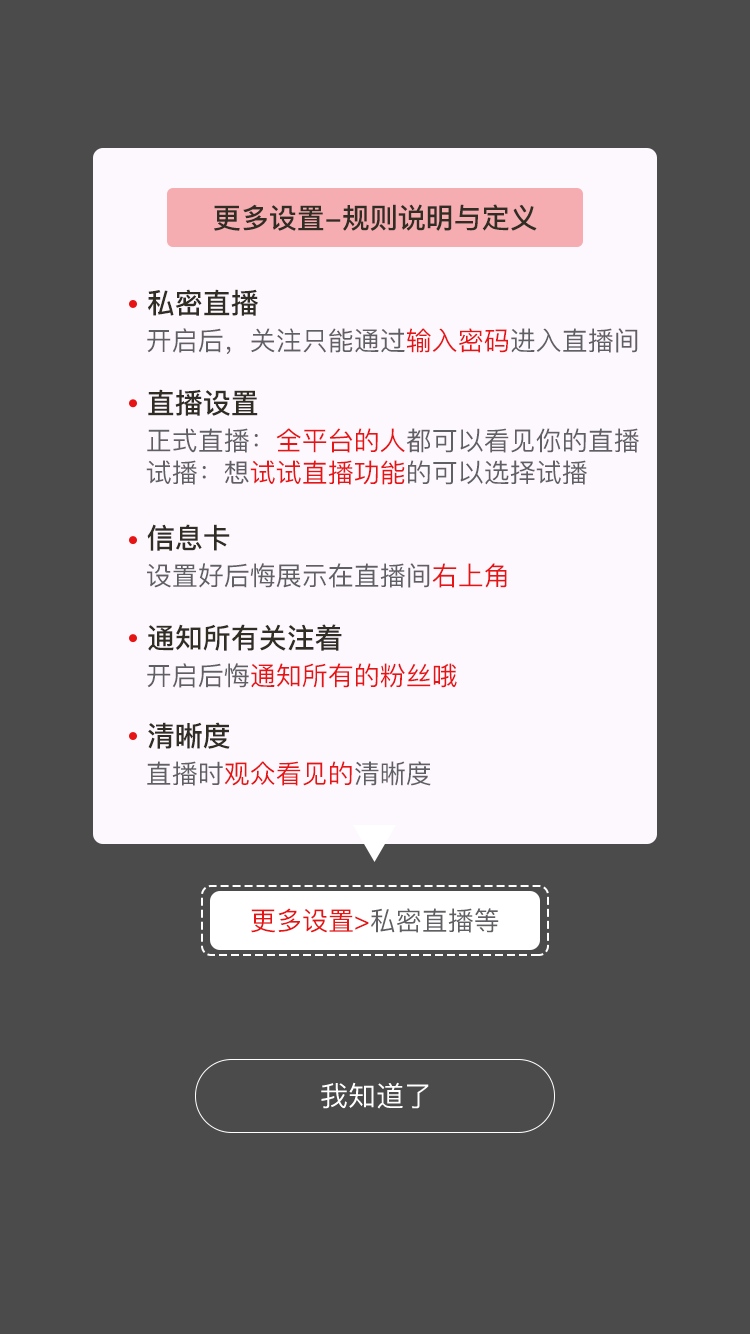 更多设置-规则说明与定义
私密直播
开启后，关注只能通过输入密码进入直播间
直播设置
正式直播：全平台的人都可以看见你的直播
试播：想试试直播功能的可以选择试播
信息卡
设置好后悔展示在直播间右上角
通知所有关注着
开启后悔通知所有的粉丝哦
清晰度
直播时观众看见的清晰度
更多设置>私密直播等
我知道了